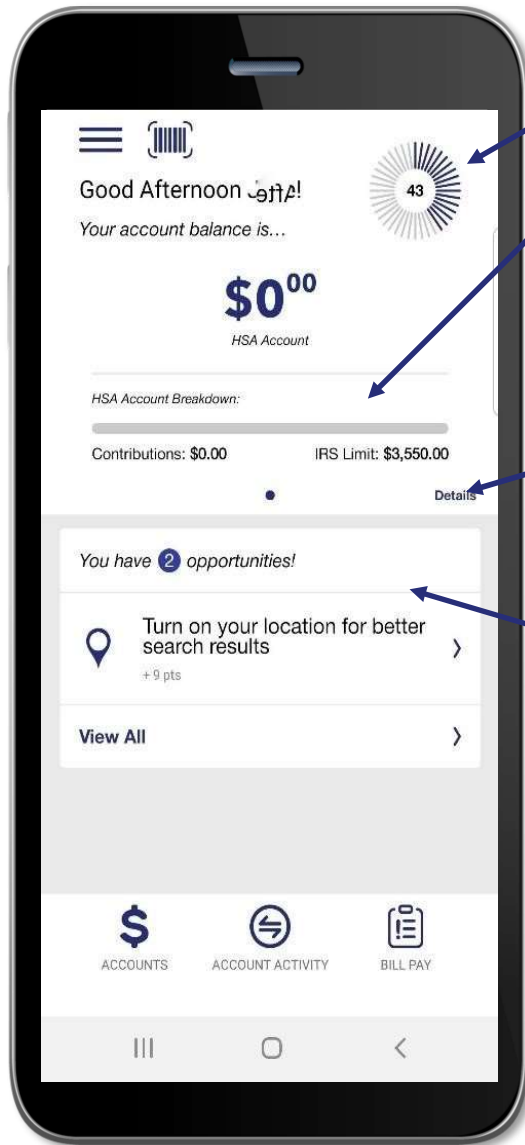 Good Afternoon
43
Your account balance is...
$0⁰⁰
HSA Account
HSA Account Breakdown:
Contributions: $0.00 IRS Limit: $3,550.00
Details
You have 2 opportunities!
Turn on your location for better
search results
+ 9 pts
View All
$
ACCOUNTS ACCOUNT ACTIVITY BILL PAY